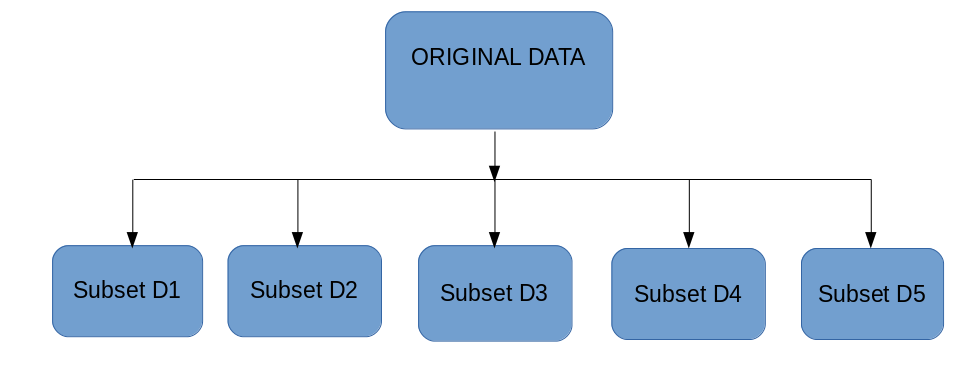 ORIGINAL DATA
Subset D1
Subset D2
Subset D3
Subset D4
Subset D5